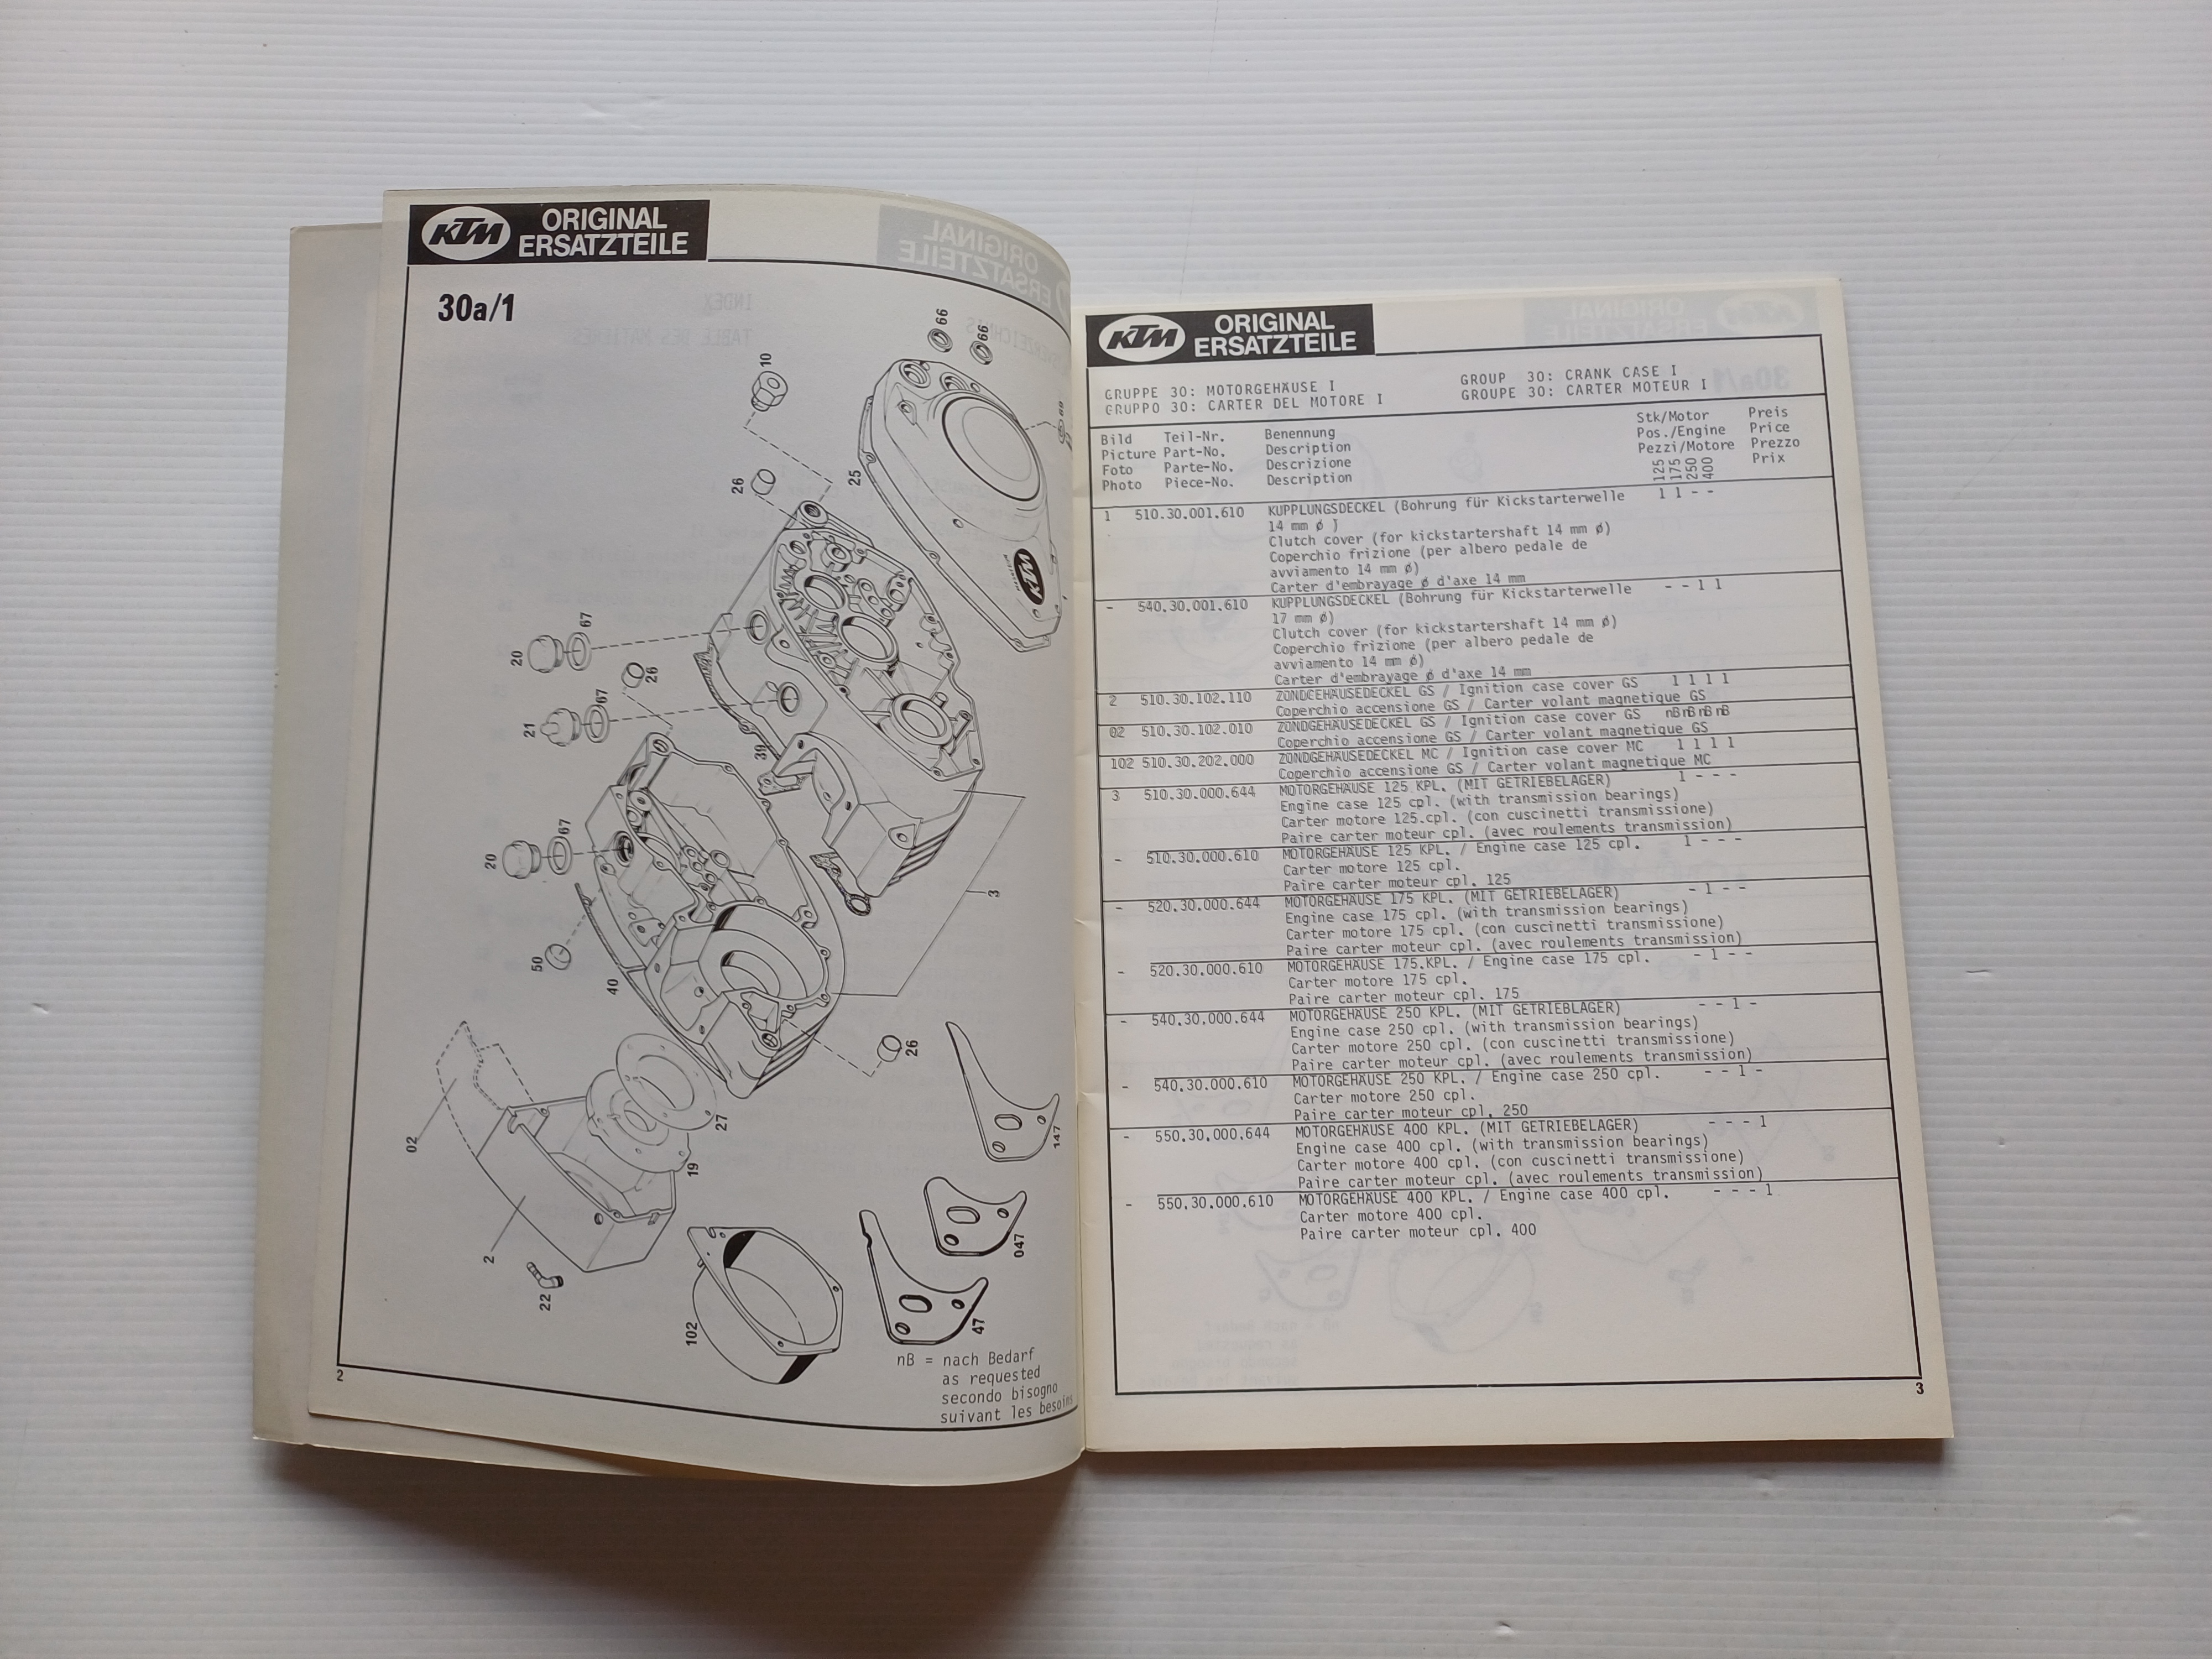 KTM ORIGINAL
ERSATZTEILE
30a/1
66
66
10
26
25
69
20
67
26
21
67
39
20
67
3
50
40
26
02
27
19
147
2
22
047
102
47
KTM
nB = nach Bedarf
as requested
secondo bisogno
suivant les besoins
2
KTM ORIGINAL
ERSATZTEILE
GRUPPE 30: MOTORGEHÄUSE I GROUP 30: CRANK CASE I
GRUPPO 30: CARTER DEL MOTORE I GROUPE 30: CARTER MOTEUR I
Bild Teil-Nr. Benennung Stk/Motor Preis
Picture Part-No. Description Pos./Engine Price
Foto Parte-No. Descrizione Pezzi/Motore Prezzo
Photo Piece-No. Description 125 175 250 400 Prix
1 510.30.001.610 KUPPLUNGSDECKEL (Bohrung für Kickstarterwelle 1 1 - -
14 mm ø )
Clutch cover (for kickstartershaft 14 mm ø)
Coperchio frizione (per albero pedale de
avviamento 14 mm ø)
Carter d'embrayage ø d'axe 14 mm
- 540.30.001.610 KUPPLUNGSDECKEL (Bohrung für Kickstarterwelle - - 1 1
17 mm ø)
Clutch cover (for kickstartershaft 14 mm ø)
Coperchio frizione (per albero pedale de
avviamento 14 mm ø)
Carter d'embrayage ø d'axe 14 mm
2 510.30.102.110 ZÜNDGEHÄUSEDECKEL GS / Ignition case cover GS 1 1 1 1
Coperchio accensione GS / Carter volant magnetique GS
02 510.30.102.010 ZÜNDGEHÄUSEDECKEL GS / Ignition case cover GS nB nB nB nB
Coperchio accensione GS / Carter volant magnetique GS
102 510.30.202.000 ZÜNDGEHÄUSEDECKEL MC / Ignition case cover MC 1 1 1 1
Coperchio accensione GS / Carter volant magnetique MC
3 510.30.000.644 MOTORGEHÄUSE 125 KPL. (MIT GETRIEBELAGER) 1 - - -
Engine case 125 cpl. (with transmission bearings)
Carter motore 125.cpl. (con cuscinetti transmissione)
Paire carter moteur cpl. (avec roulements transmission)
- 510.30.000.610 MOTORGEHÄUSE 125 KPL. / Engine case 125 cpl. 1 - - -
Carter motore 125 cpl.
Paire carter moteur cpl. 125
- 520.30.000.644 MOTORGEHÄUSE 175 KPL. (MIT GETRIEBELAGER) - 1 - -
Engine case 175 cpl. (with transmission bearings)
Carter motore 175 cpl. (con cuscinetti transmissione)
Paire carter moteur cpl. (avec roulements transmission)
- 520.30.000.610 MOTORGEHÄUSE 175.KPL. / Engine case 175 cpl. - 1 - -
Carter motore 175 cpl.
Paire carter moteur cpl. 175
- 540.30.000.644 MOTORGEHÄUSE 250 KPL. (MIT GETRIEBLAGER) - - 1 -
Engine case 250 cpl. (with transmission bearings)
Carter motore 250 cpl. (con cuscinetti transmissione)
Paire carter moteur cpl. (avec roulements transmission)
- 540.30.000.610 MOTORGEHÄUSE 250 KPL. / Engine case 250 cpl. - - 1 -
Carter motore 250 cpl.
Paire carter moteur cpl. 250
- 550.30.000.644 MOTORGEHÄUSE 400 KPL. (MIT GETRIEBELAGER) - - - 1
Engine case 400 cpl. (with transmission bearings)
Carter motore 400 cpl. (con cuscinetti transmissione)
Paire carter moteur cpl. (avec roulements transmission)
- 550.30.000.610 MOTORGEHÄUSE 400 KPL. / Engine case 400 cpl. - - - 1
Carter motore 400 cpl.
Paire carter moteur cpl. 400
3